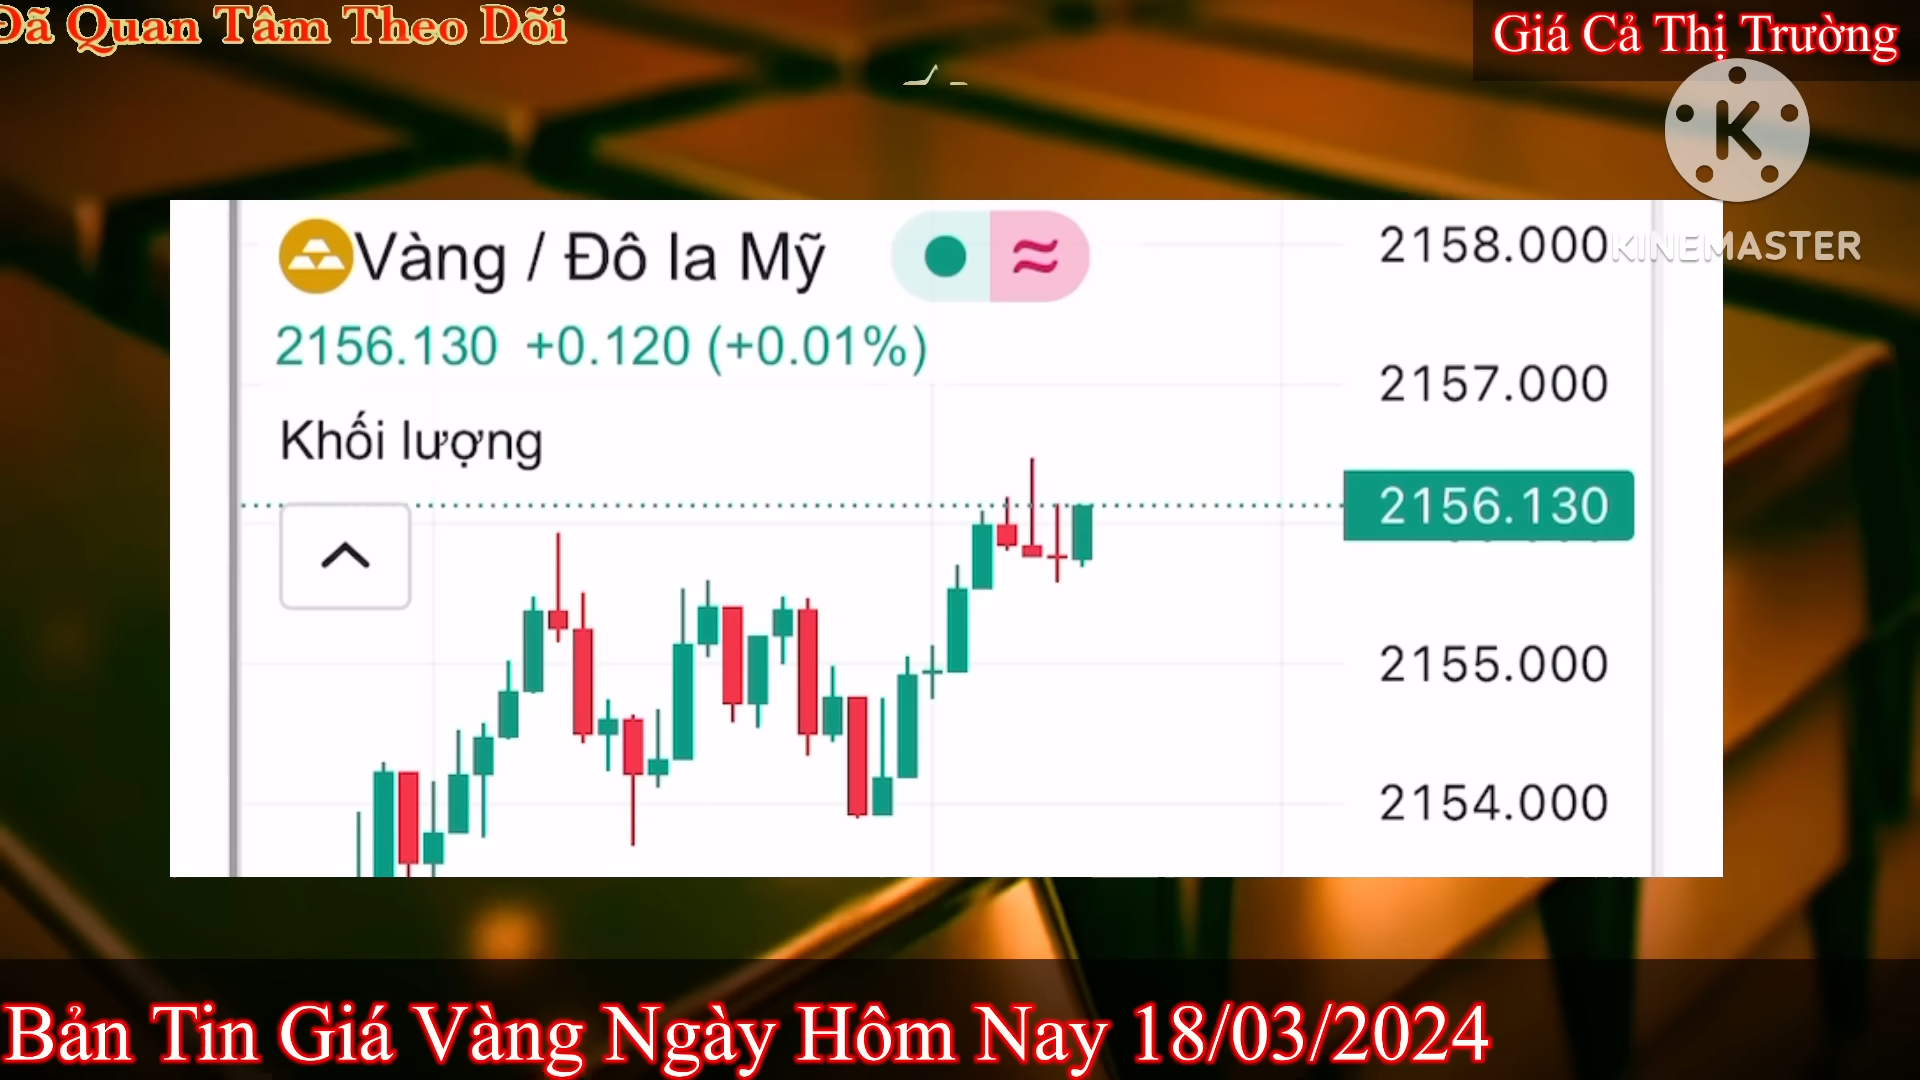 Đã Quan Tâm Theo Dõi
Giá Cả Thị Trường
K
KINEMASTER
Vàng / Đô la Mỹ
≈
2158.000
2156.130 +0.120 (+0.01%)
2157.000
Khối lượng
2156.130
2155.000
2154.000
Bản Tin Giá Vàng Ngày Hôm Nay 18/03/2024